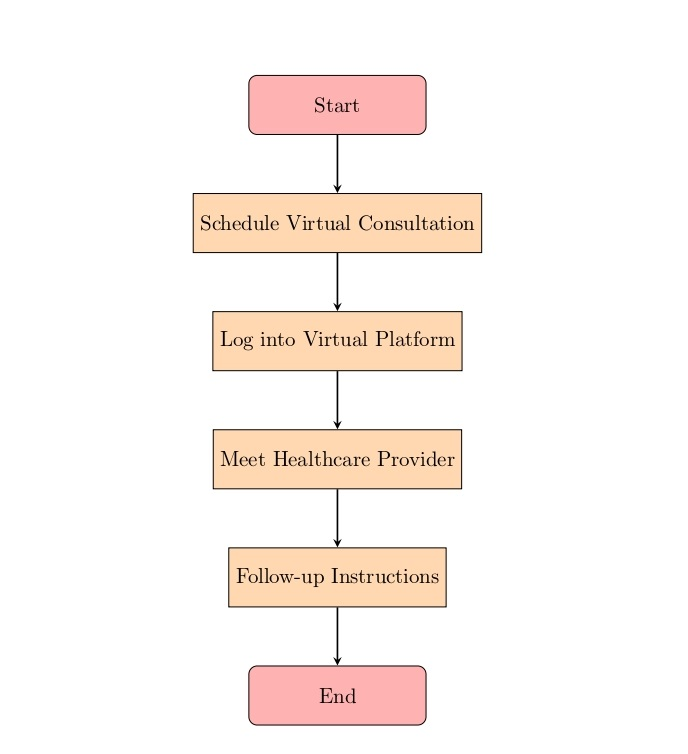 Start
Schedule Virtual Consultation
Log into Virtual Platform
Meet Healthcare Provider
Follow-up Instructions
End